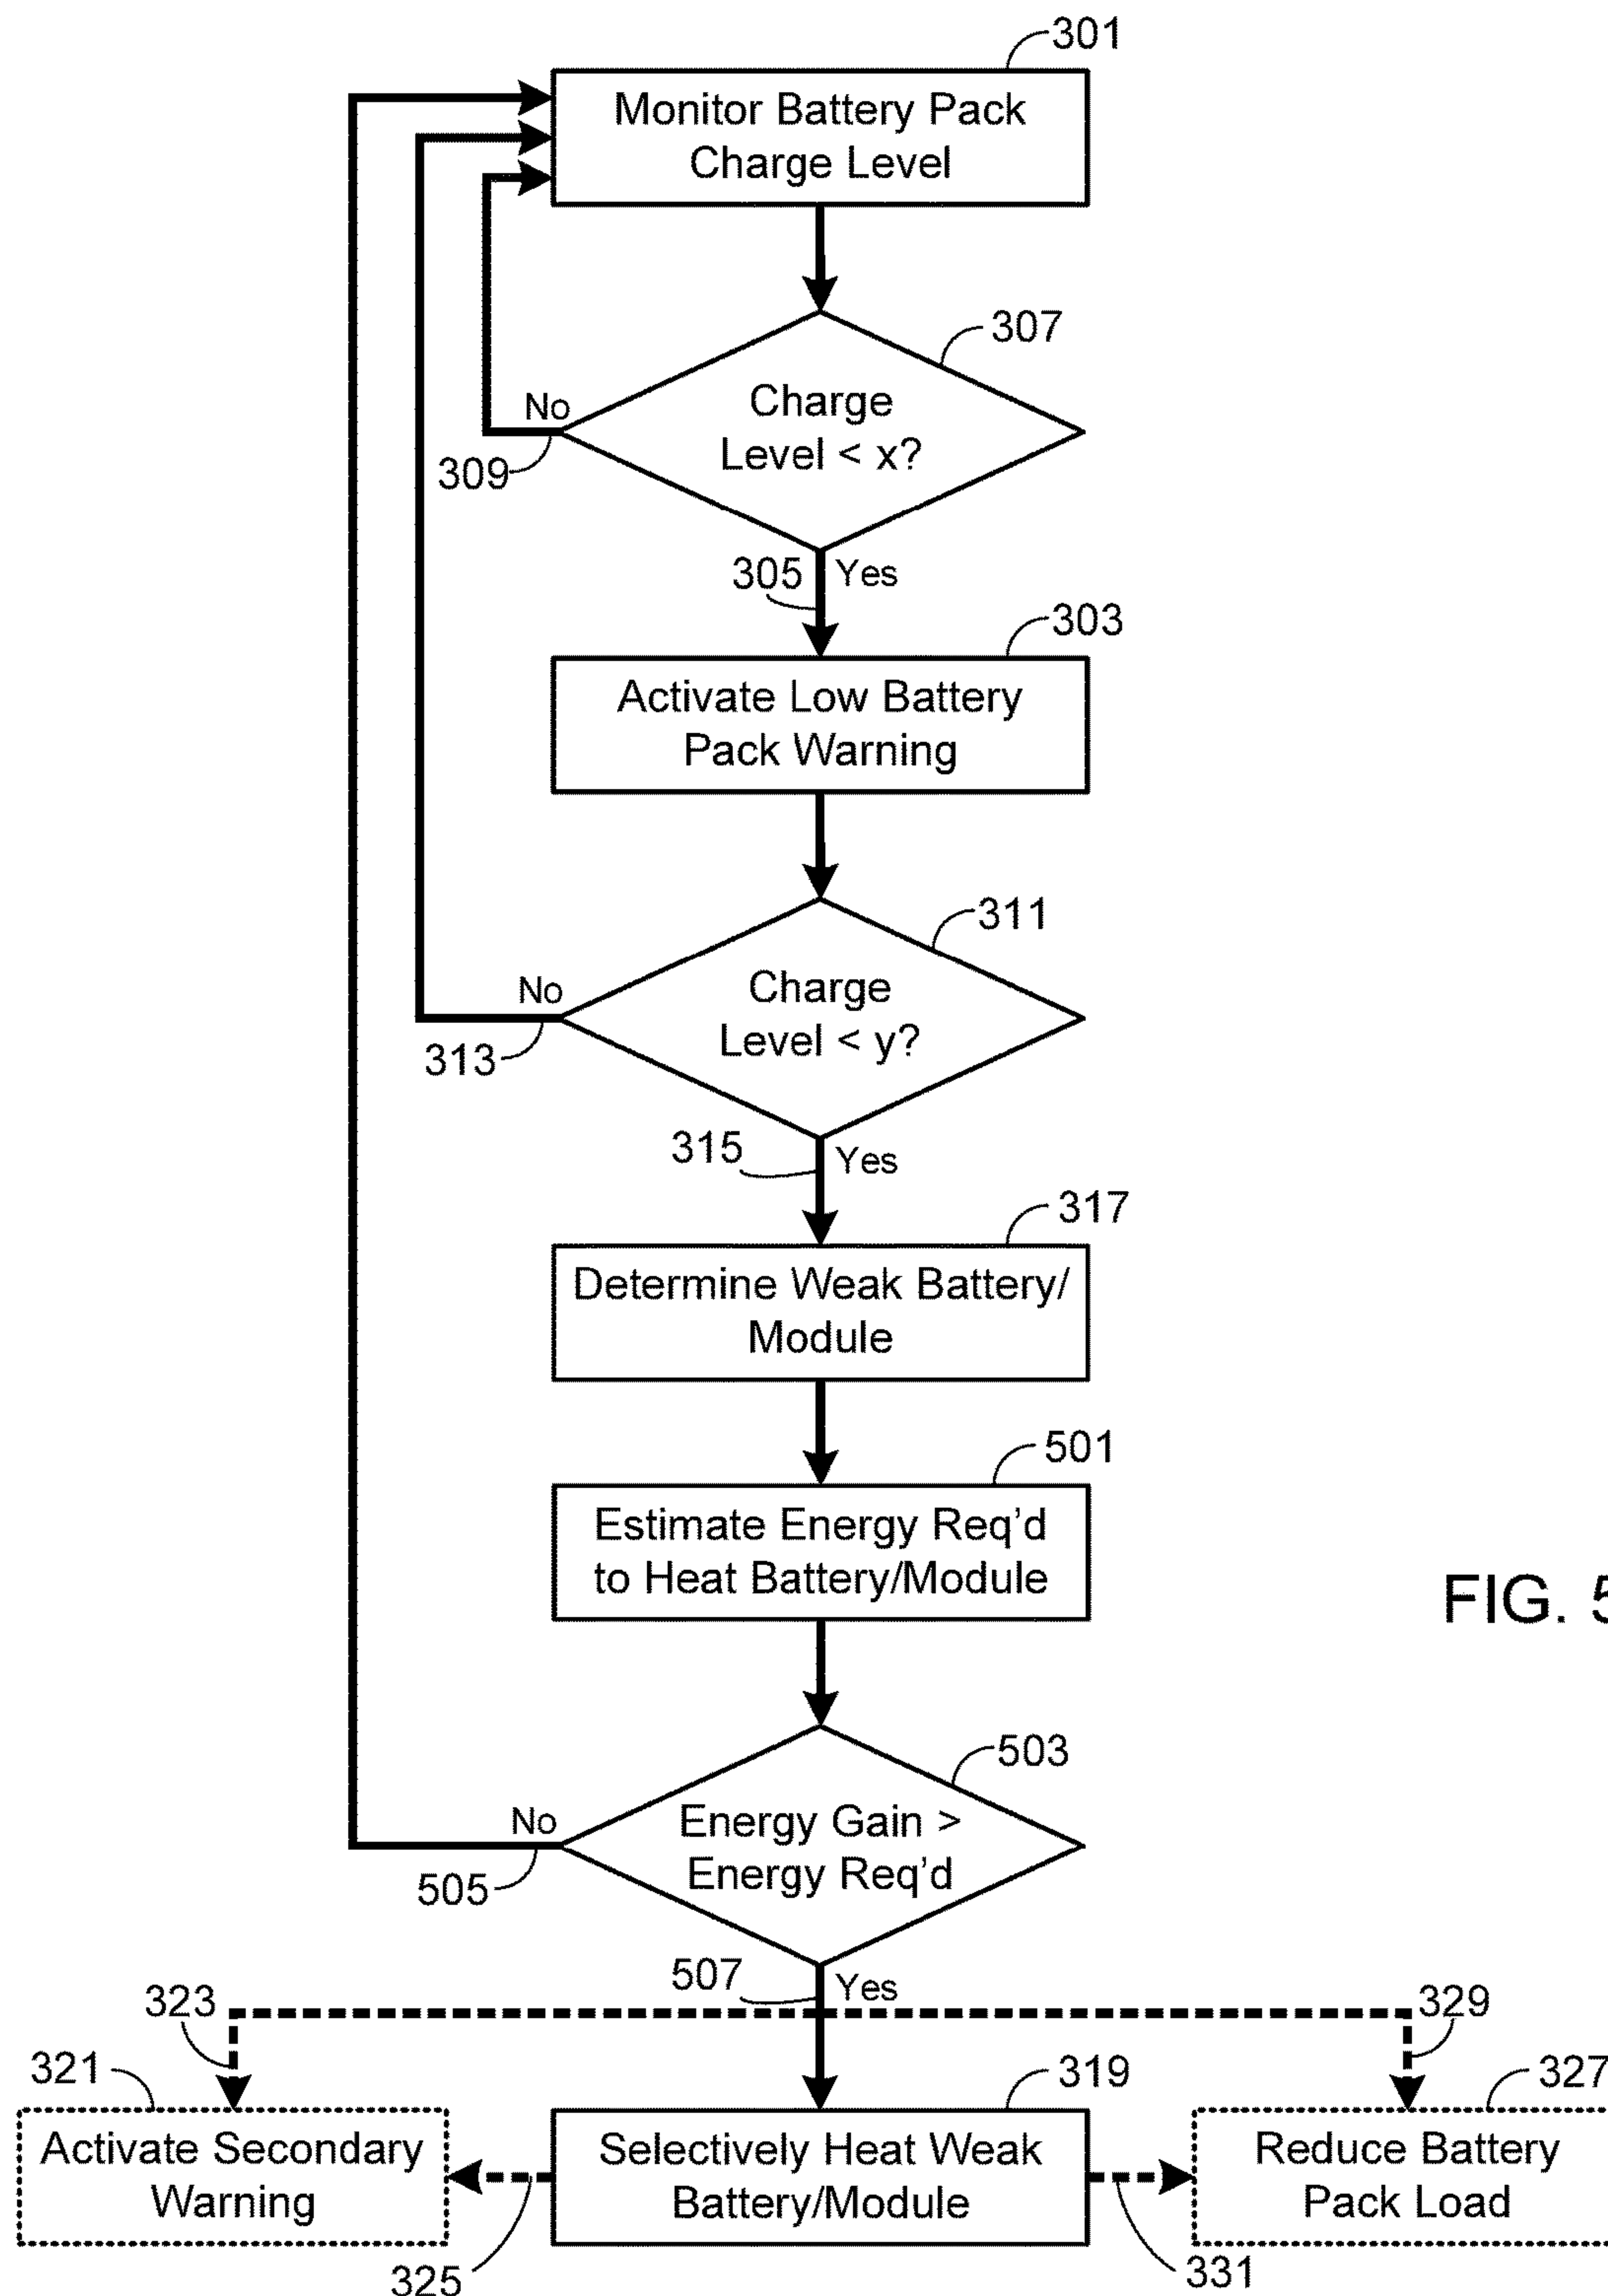 301
Monitor Battery Pack
Charge Level
307
Charge
Level < x?
No
309
305
Yes
303
Activate Low Battery
Pack Warning
311
Charge
Level < y?
No
313
315
Yes
317
Determine Weak Battery/
Module
501
Estimate Energy Req'd
to Heat Battery/Module
FIG. 5
503
Energy Gain >
Energy Req'd
No
505
507
Yes
323
329
321
319
327
Activate Secondary
Warning
Selectively Heat Weak
Battery/Module
Reduce Battery
Pack Load
325
331